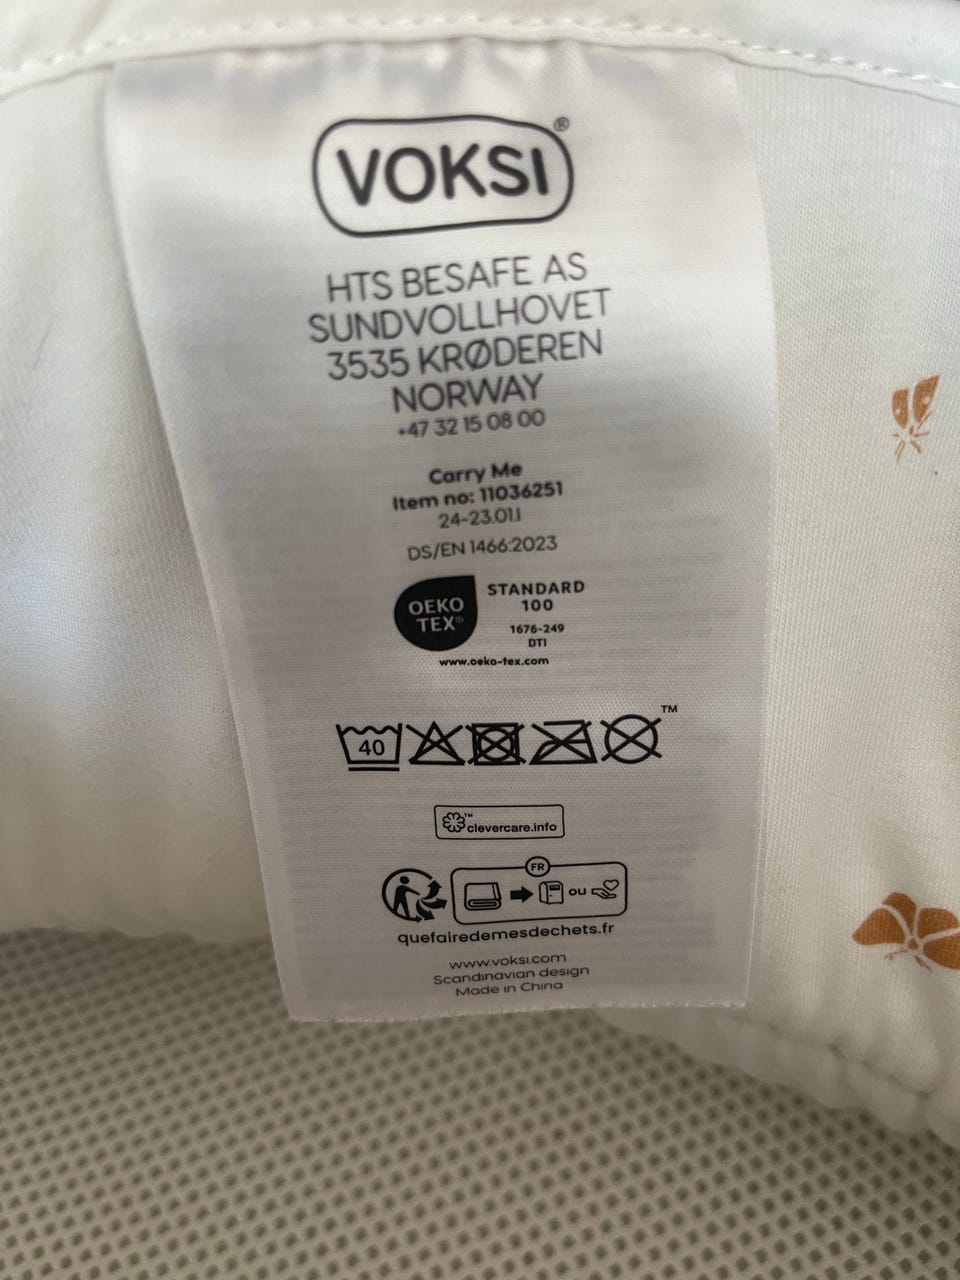 VOKSI®
HTS BESAFE AS
SUNDVOLLHOVET
3535 KRØDEREN
NORWAY
+47 32 15 08 00
Carry Me
Item no: 11036251
24-23.01.1
DS/EN 1466:2023
OEKO
TEX®
STANDARD
100
1676-249
DTI
www.oeko-tex.com
40
™
™
clevercare.info
FR
ou
quefairedemesdechets.fr
www.voksi.com
Scandinavian design
Made in China